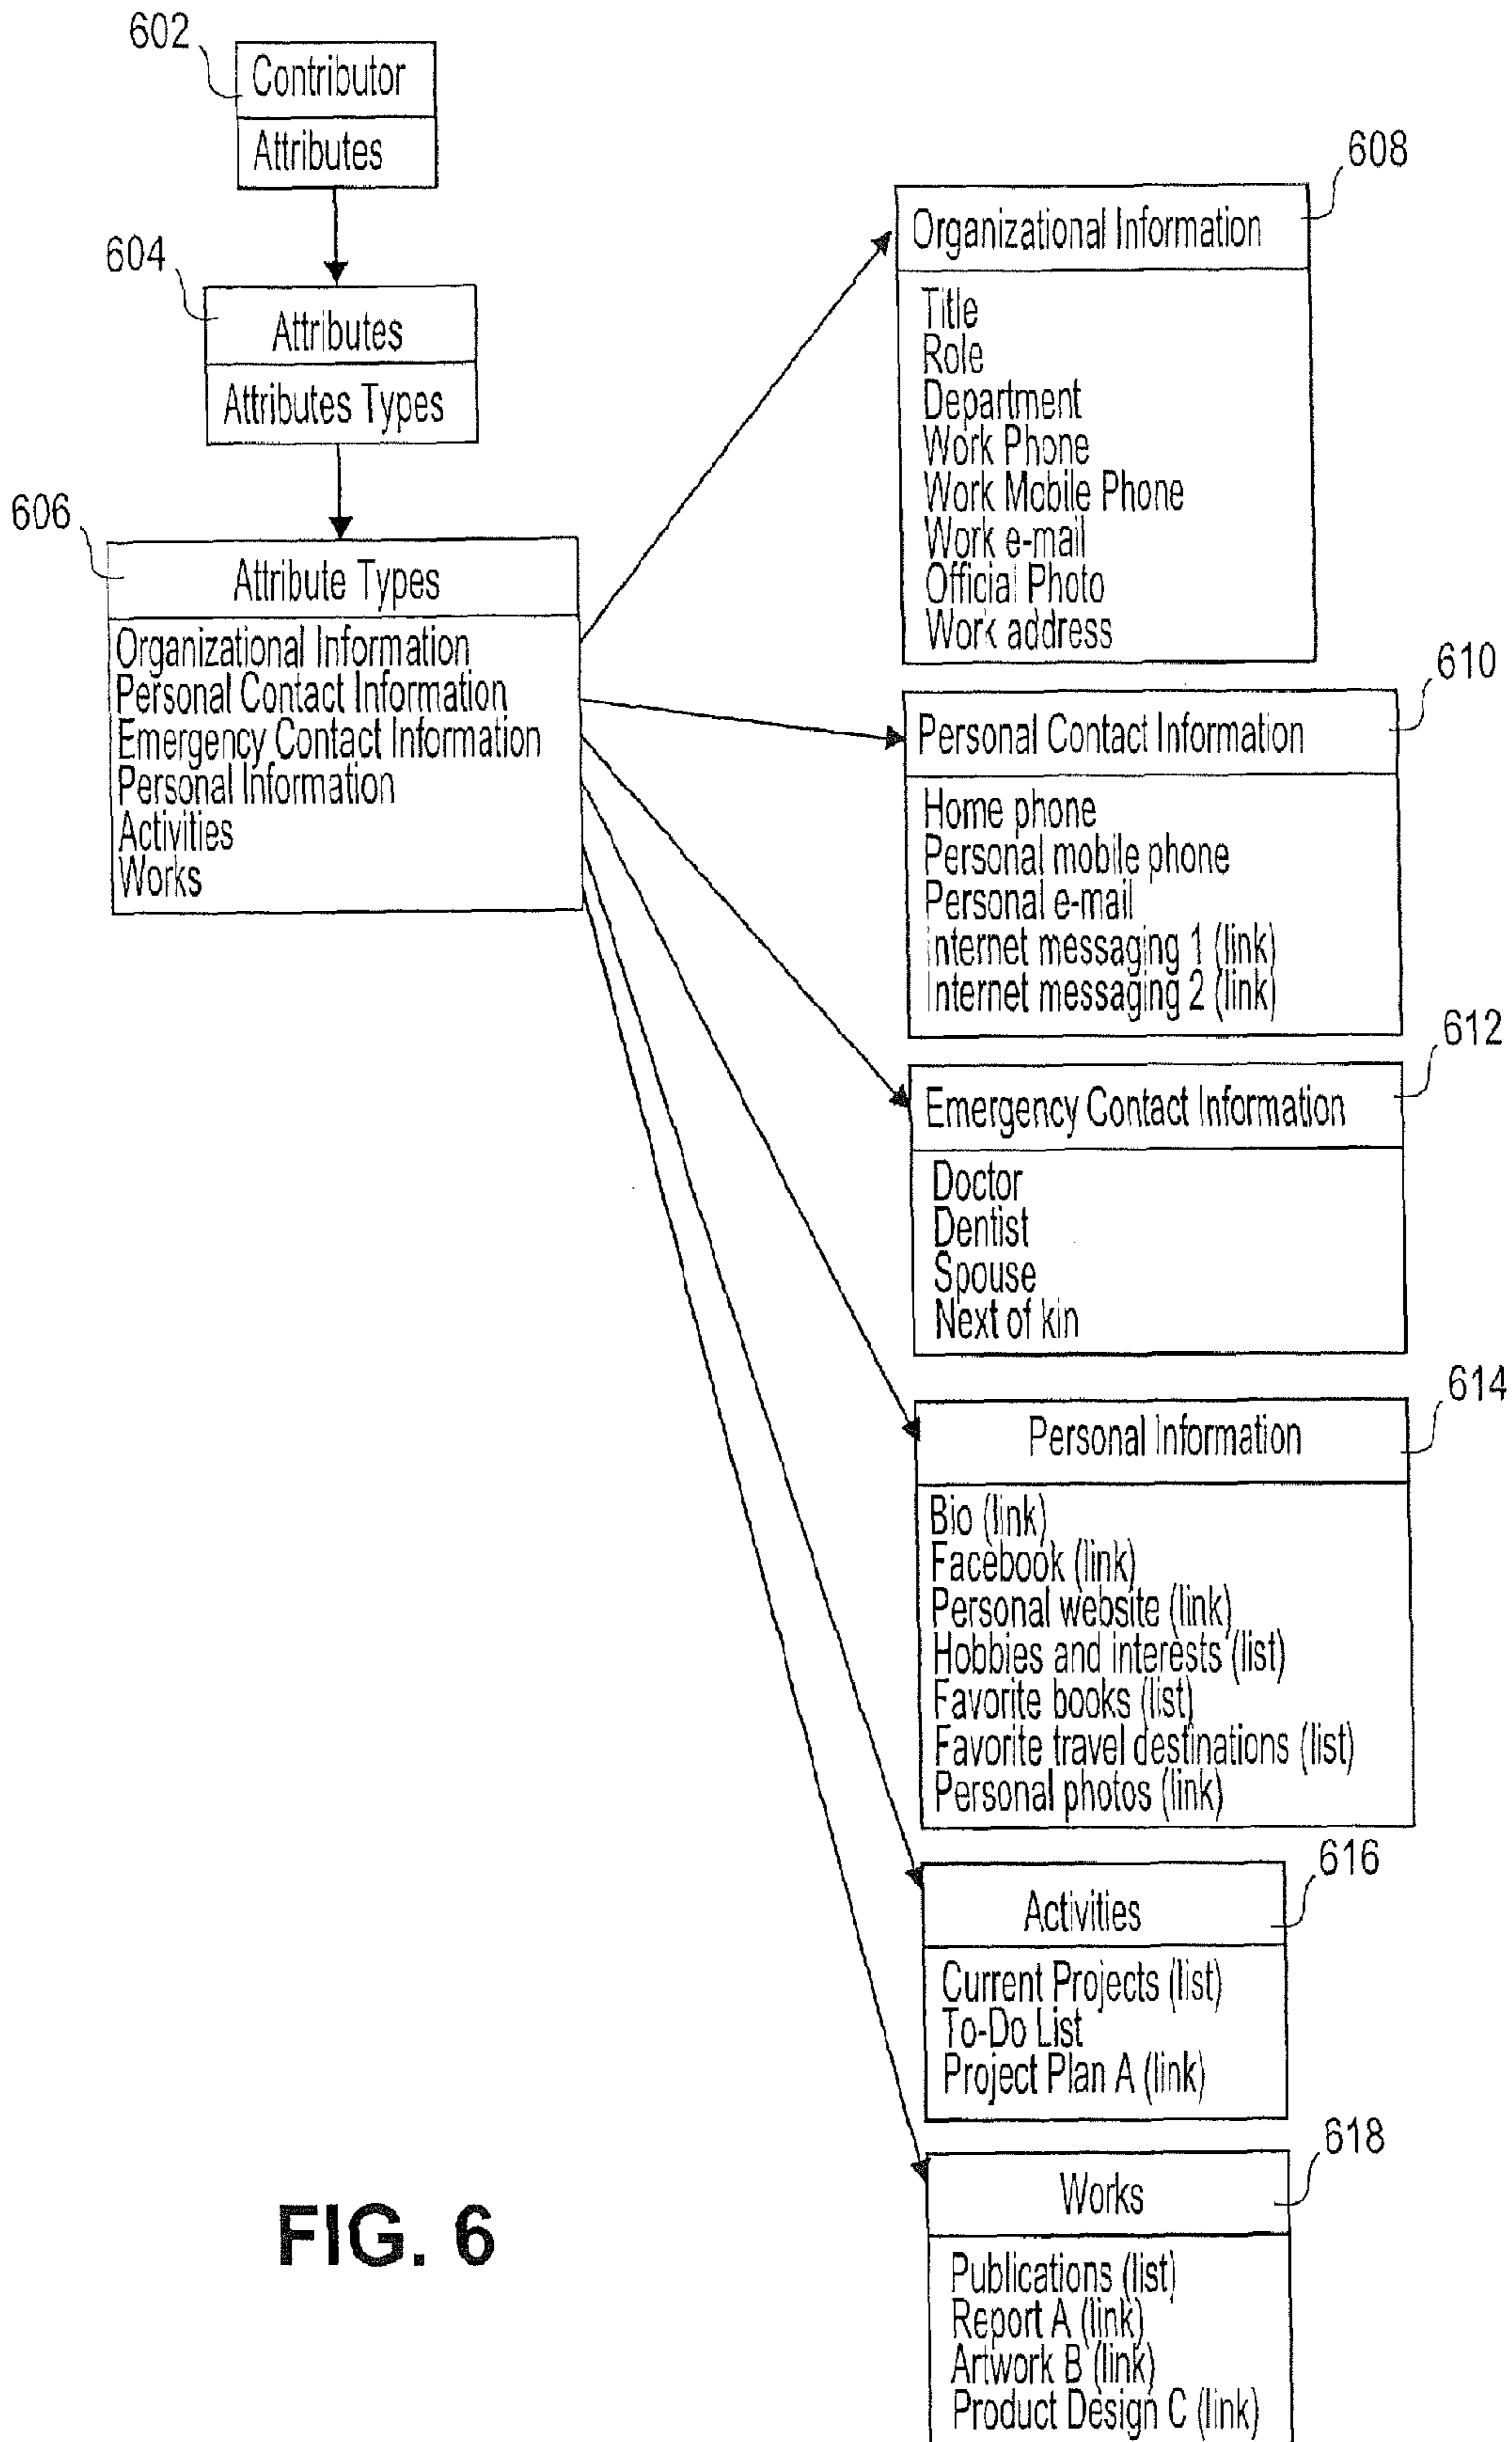 602
Contributor
Attributes
604
Attributes
Attributes Types
606
Attribute Types
Organizational Information
Personal Contact Information
Emergency Contact Information
Personal Information
Activities
Works
608
Organizational Information
Title
Role
Department
Work Phone
Work Mobile Phone
Work e-mail
Official Photo
Work address
610
Personal Contact Information
Home phone
Personal mobile phone
Personal e-mail
Internet messaging 1 (link)
Internet messaging 2 (link)
612
Emergency Contact Information
Doctor
Dentist
Spouse
Next of kin
614
Personal Information
Bio (link)
Facebook (link)
Personal website (link)
Hobbies and interests (list)
Favorite books (list)
Favorite travel destinations (list)
Personal photos (link)
616
Activities
Current Projects (list)
To-Do List
Project Plan A (link)
618
Works
Publications (list)
Report A (link)
Artwork B (link)
Product Design C (link)
FIG. 6